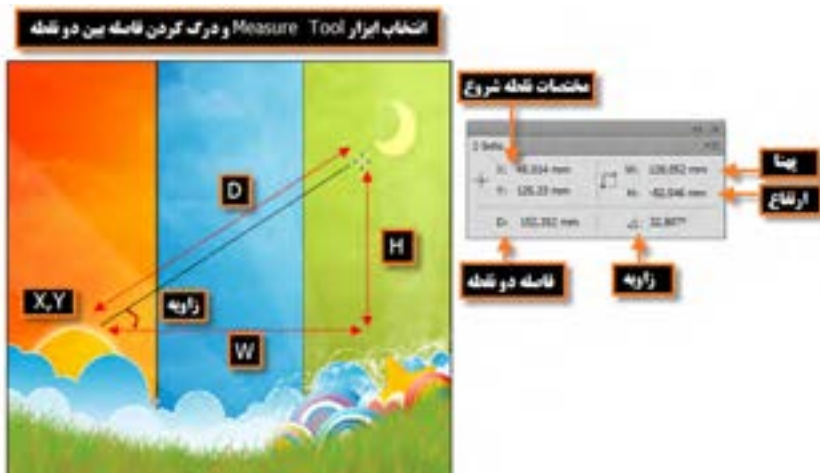 انتخاب ابزار Measure Tool و درک کردن فاصله بین دو نقطه
مختصات نقطه شروع
D
H
X,Y
زاویه
W
Info
X:
W:
پهنا
Y:
H:
ارتفاع
D:
فاصله دو نقطه
زاویه